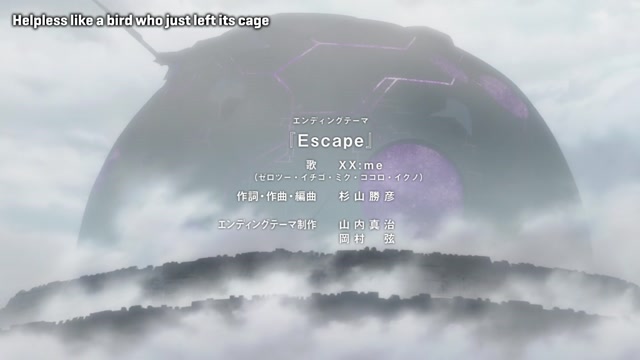 Helpless like a bird who just left its cage
エンディングテーマ
『Escape』
歌 XX:me
(ゼロツー・イチゴ・ミク・ココロ・イクノ)
作詞・作曲・編曲 杉山勝彦
エンディングテーマ制作 山内真治
岡村 弦